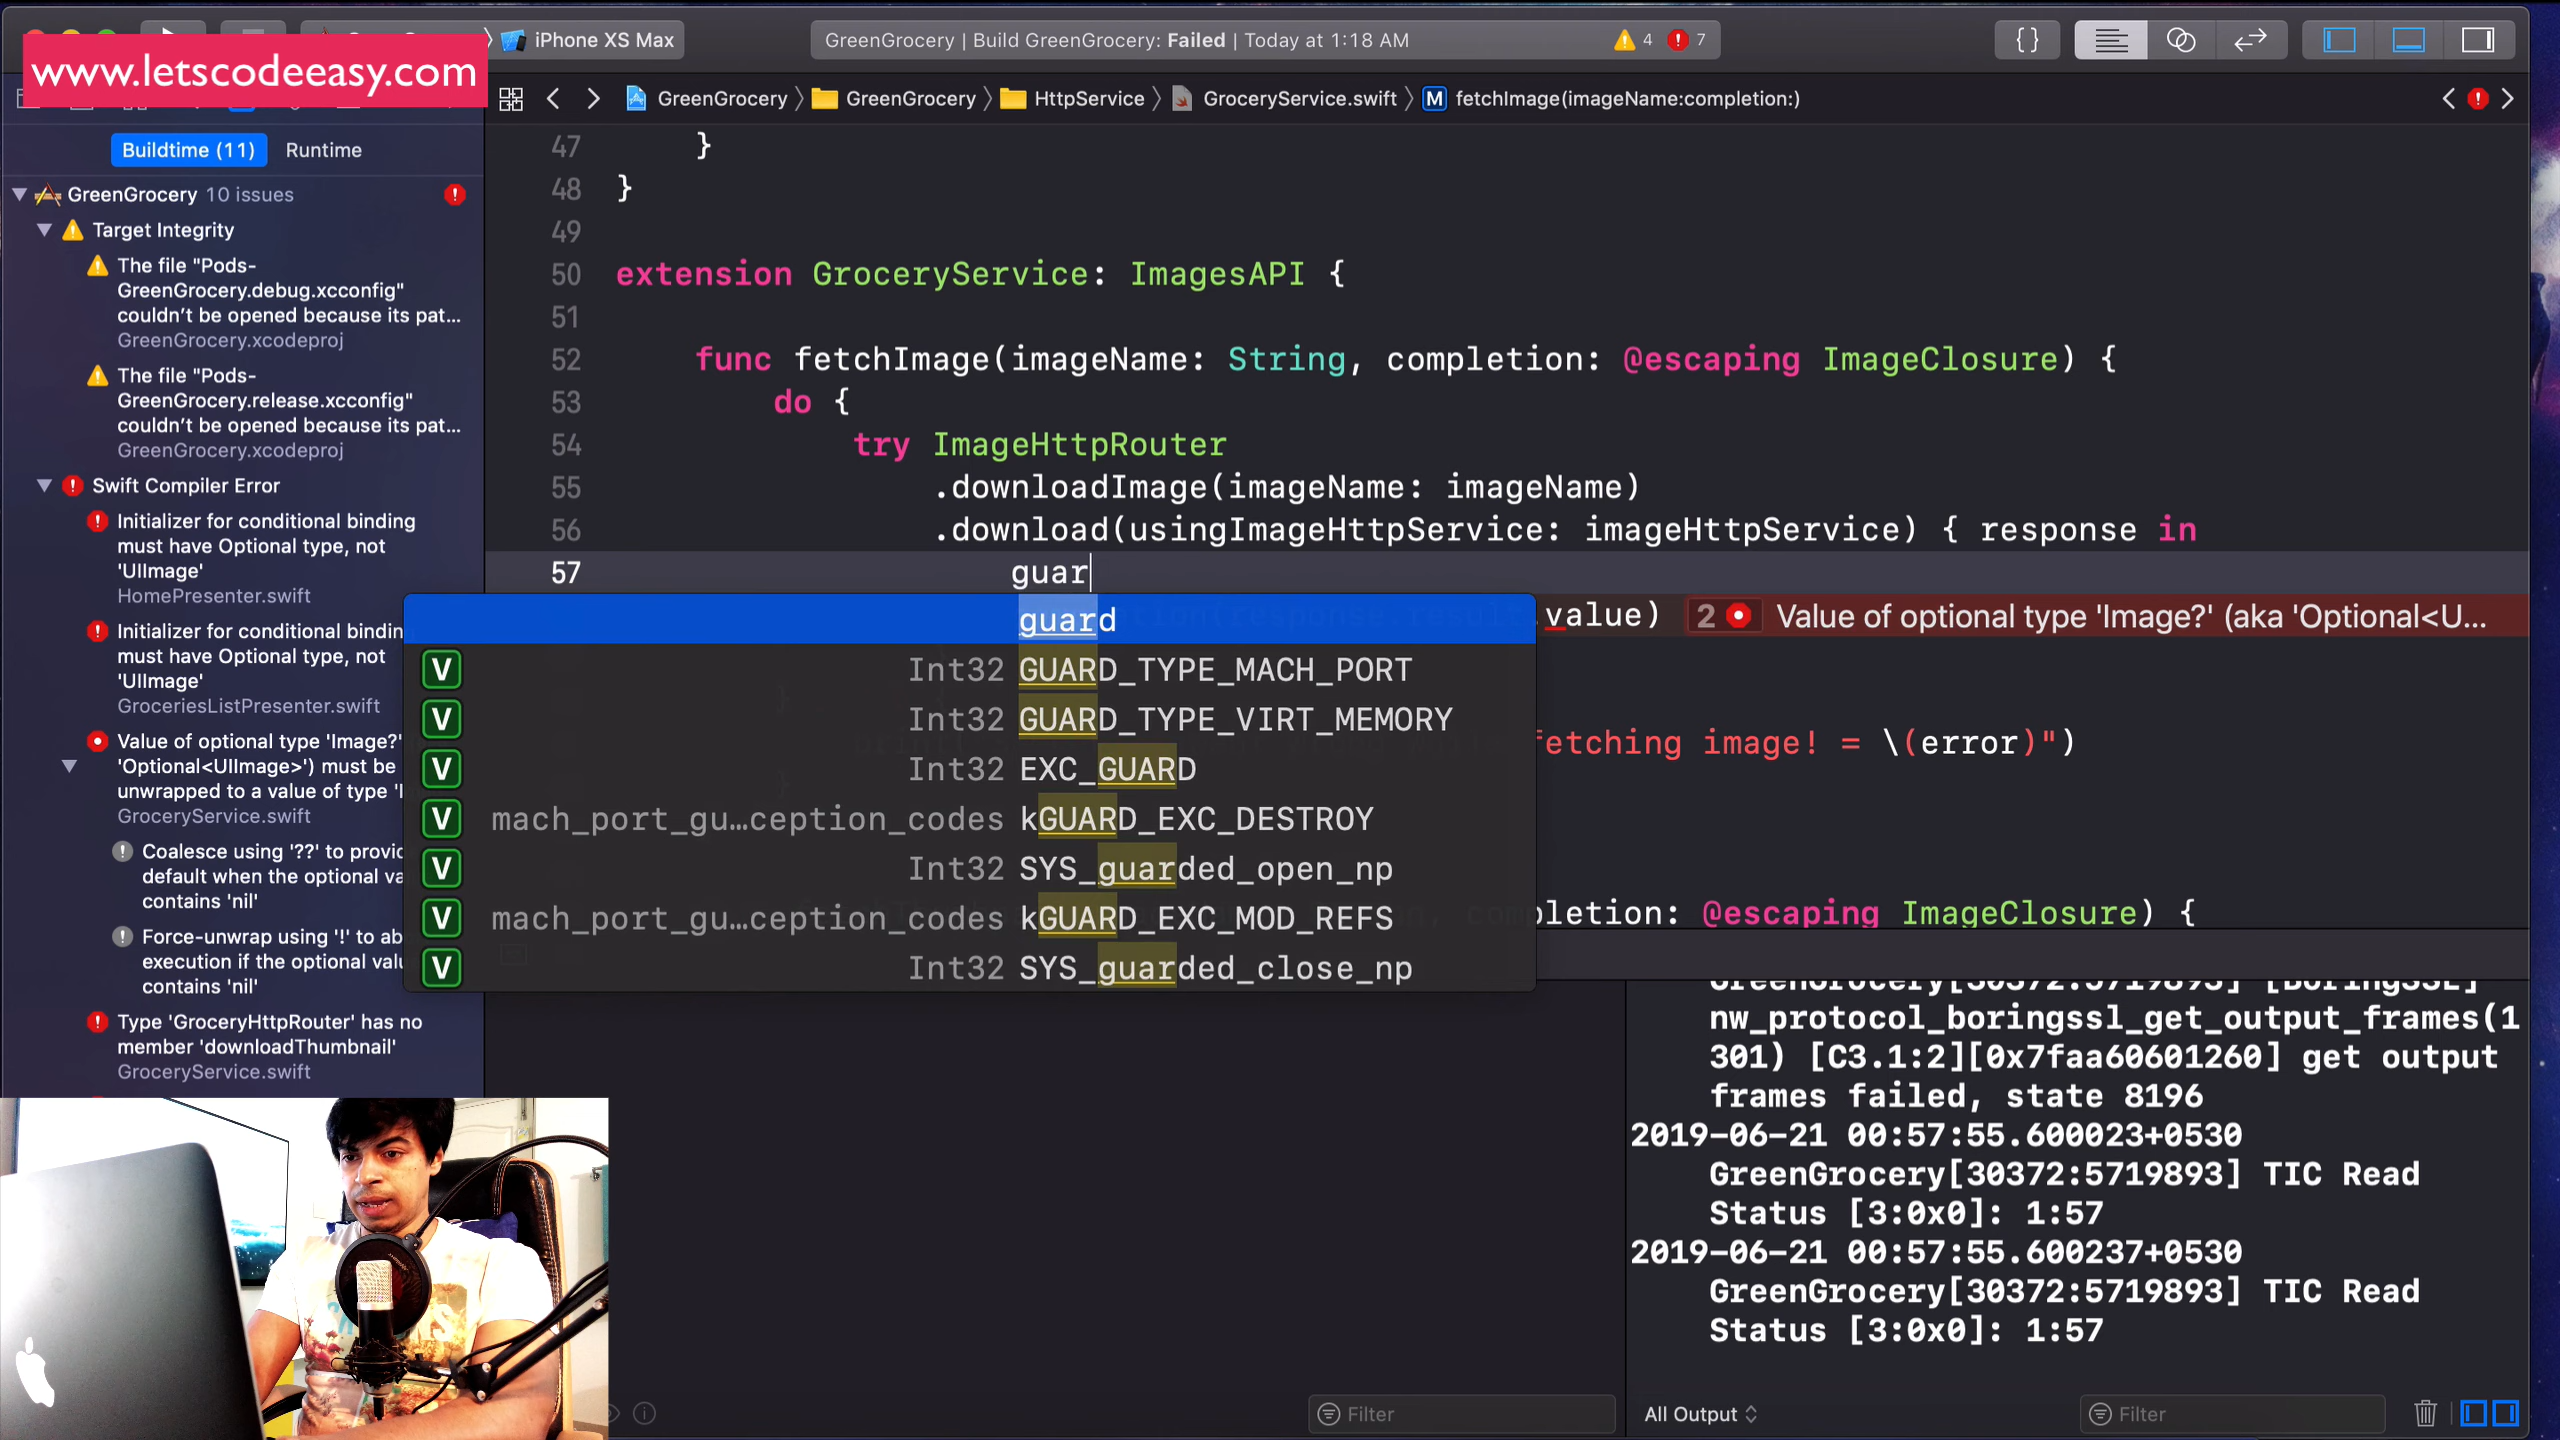 www.letscodeeasy.com
iPhone XS Max
GreenGrocery | Build GreenGrocery: Failed | Today at 1:18 AM
4
7
{}
GreenGrocery
GreenGrocery
HttpService
GroceryService.swift
M fetchImage(imageName:completion:)
Buildtime (11)
Runtime
GreenGrocery 10 issues
Target Integrity
The file "Pods-
GreenGrocery.debug.xcconfig"
couldn't be opened because its pat...
GreenGrocery.xcodeproj
The file "Pods-
GreenGrocery.release.xcconfig"
couldn't be opened because its pat...
GreenGrocery.xcodeproj
Swift Compiler Error
Initializer for conditional binding
must have Optional type, not
'UIImage'
HomePresenter.swift
Initializer for conditional binding
must have Optional type, not
'UIImage'
GroceriesListPresenter.swift
Value of optional type 'Image?'
'Optional<UIImage>') must be
unwrapped to a value of type
GroceryService.swift
Coalesce using '??' to
default when the optional
contains 'nil'
Force-unwrap using '!' to
execution if the optional
contains 'nil'
Type 'GroceryHttpRouter' has no
member 'downloadThumbnail'
GroceryService.swift
47 }
48 }
49
50 extension GroceryService: ImagesAPI {
51
52 func fetchImage(imageName: String, completion: @escaping ImageClosure) {
53 do {
54 try ImageHttpRouter
55 .downloadImage(imageName: imageName)
56 .download(usingImageHttpService: imageHttpService) { response in
57 guar
.value) 2 Value of optional type 'Image?' (aka 'Optional<U...
fetching image! = \(error)")
completion: @escaping ImageClosure) {
guard
V Int32 GUARD_TYPE_MACH_PORT
V Int32 GUARD_TYPE_VIRT_MEMORY
V Int32 EXC_GUARD
V mach_port_gu...ception_codes kGUARD_EXC_DESTROY
V Int32 SYS_guarded_open_np
V mach_port_gu...ception_codes kGUARD_EXC_MOD_REFS
V Int32 SYS_guarded_close_np
GreenGrocery[30372:5719893] [BoringSSL]
nw_protocol_boringssl_get_output_frames(1
301) [C3.1:2][0x7faa60601260] get output
frames failed, state 8196
2019-06-21 00:57:55.600023+0530
GreenGrocery[30372:5719893] TIC Read
Status [3:0x0]: 1:57
2019-06-21 00:57:55.600237+0530
GreenGrocery[30372:5719893] TIC Read
Status [3:0x0]: 1:57
Filter
All Output
Filter